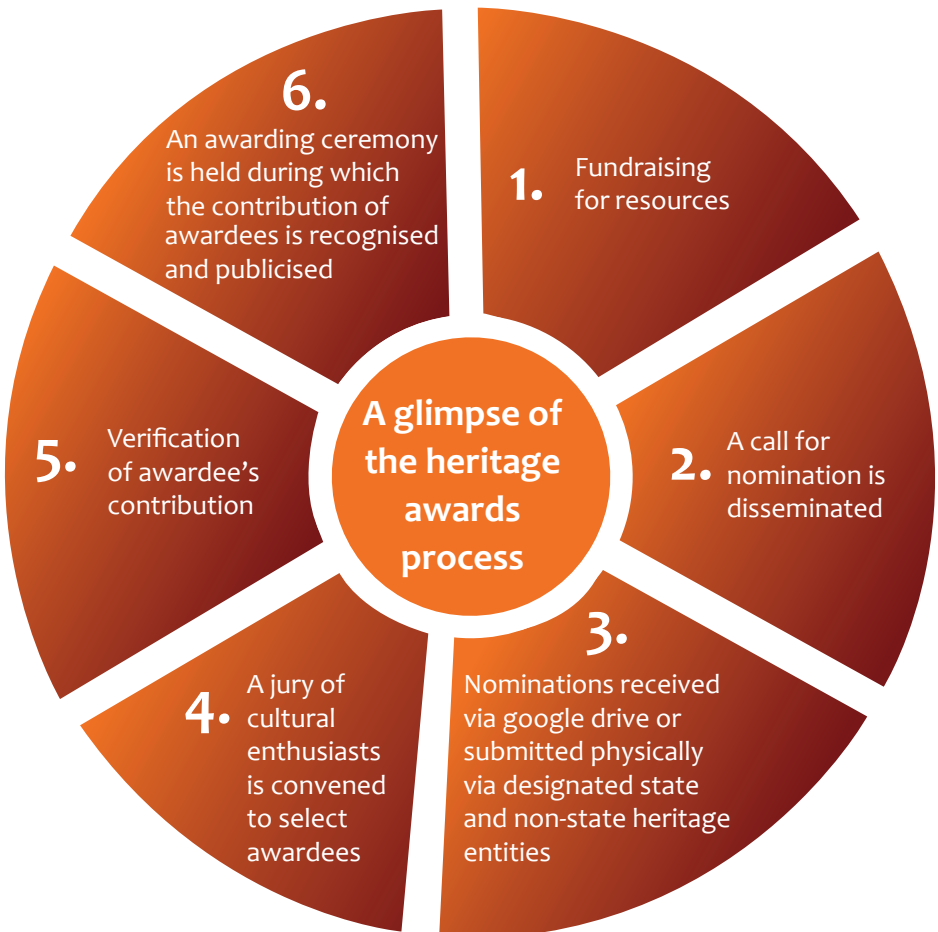 A glimpse of
the heritage
awards
process
1.
Fundraising
for resources
2.
A call for
nomination is
disseminated
3.
Nominations received
via google drive or
submitted physically
via designated state
and non-state heritage
entities
4.
A jury of
cultural
enthusiasts
is convened
to select
awardees
5.
Verification
of awardee’s
contribution
6.
An awarding ceremony
is held during which
the contribution of
awardees is recognised
and publicised